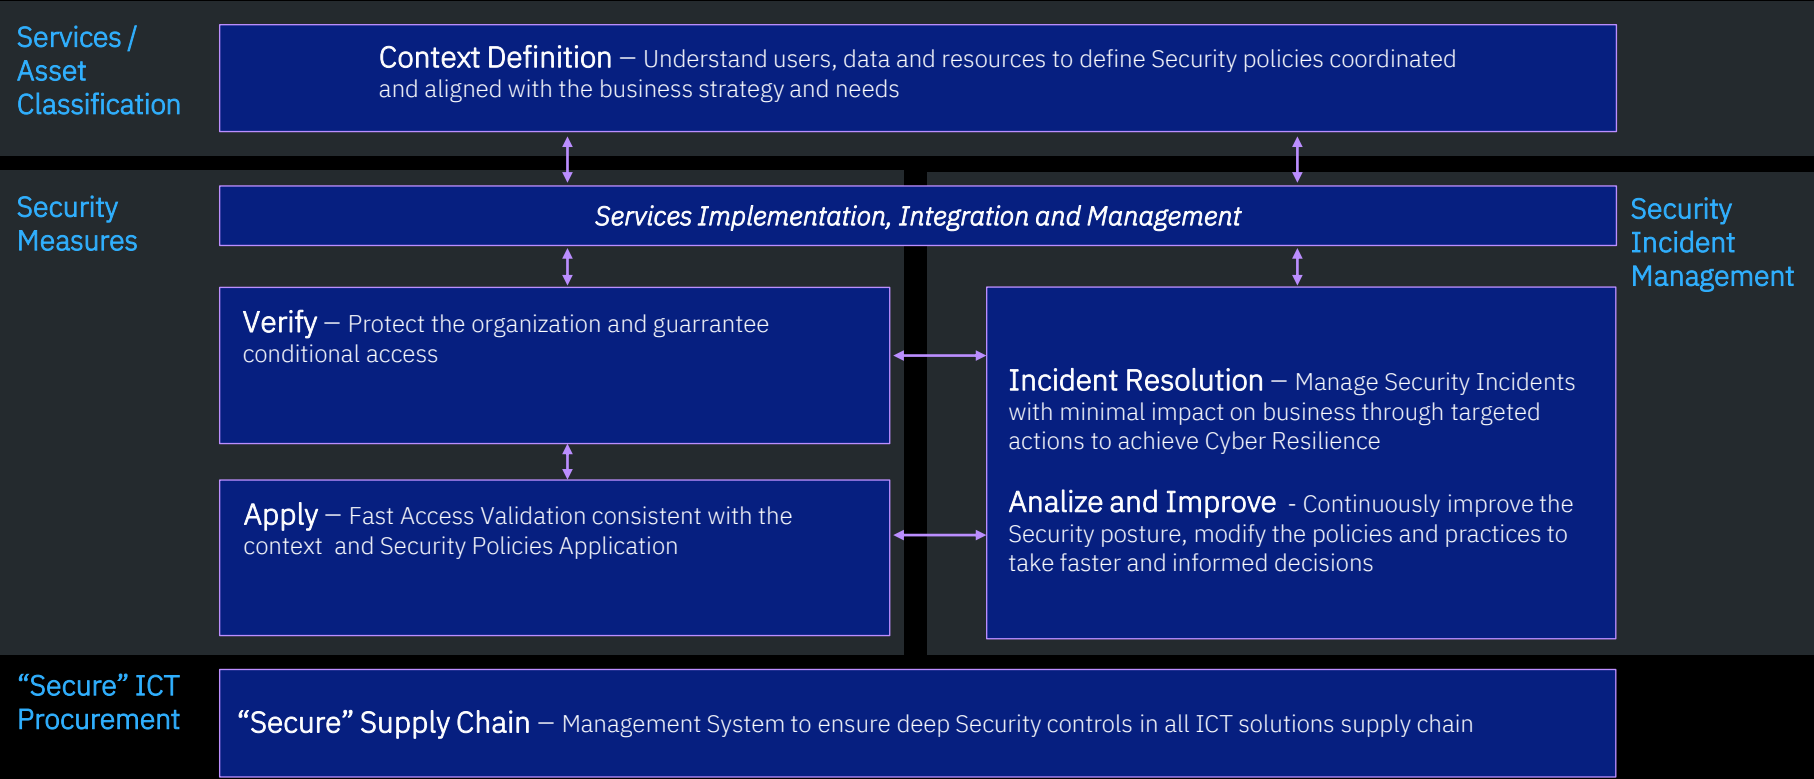 Services /
Asset
Classification
Context Definition – Understand users, data and resources to define Security policies coordinated
and aligned with the business strategy and needs
Security
Measures
Services Implementation, Integration and Management
Security
Incident
Management
Verify – Protect the organization and guarrantee
conditional access
Apply – Fast Access Validation consistent with the
context and Security Policies Application
Incident Resolution – Manage Security Incidents
with minimal impact on business through targeted
actions to achieve Cyber Resilience
Analize and Improve - Continuously improve the
Security posture, modify the policies and practices to
take faster and informed decisions
“Secure” ICT
Procurement
“Secure” Supply Chain – Management System to ensure deep Security controls in all ICT solutions supply chain